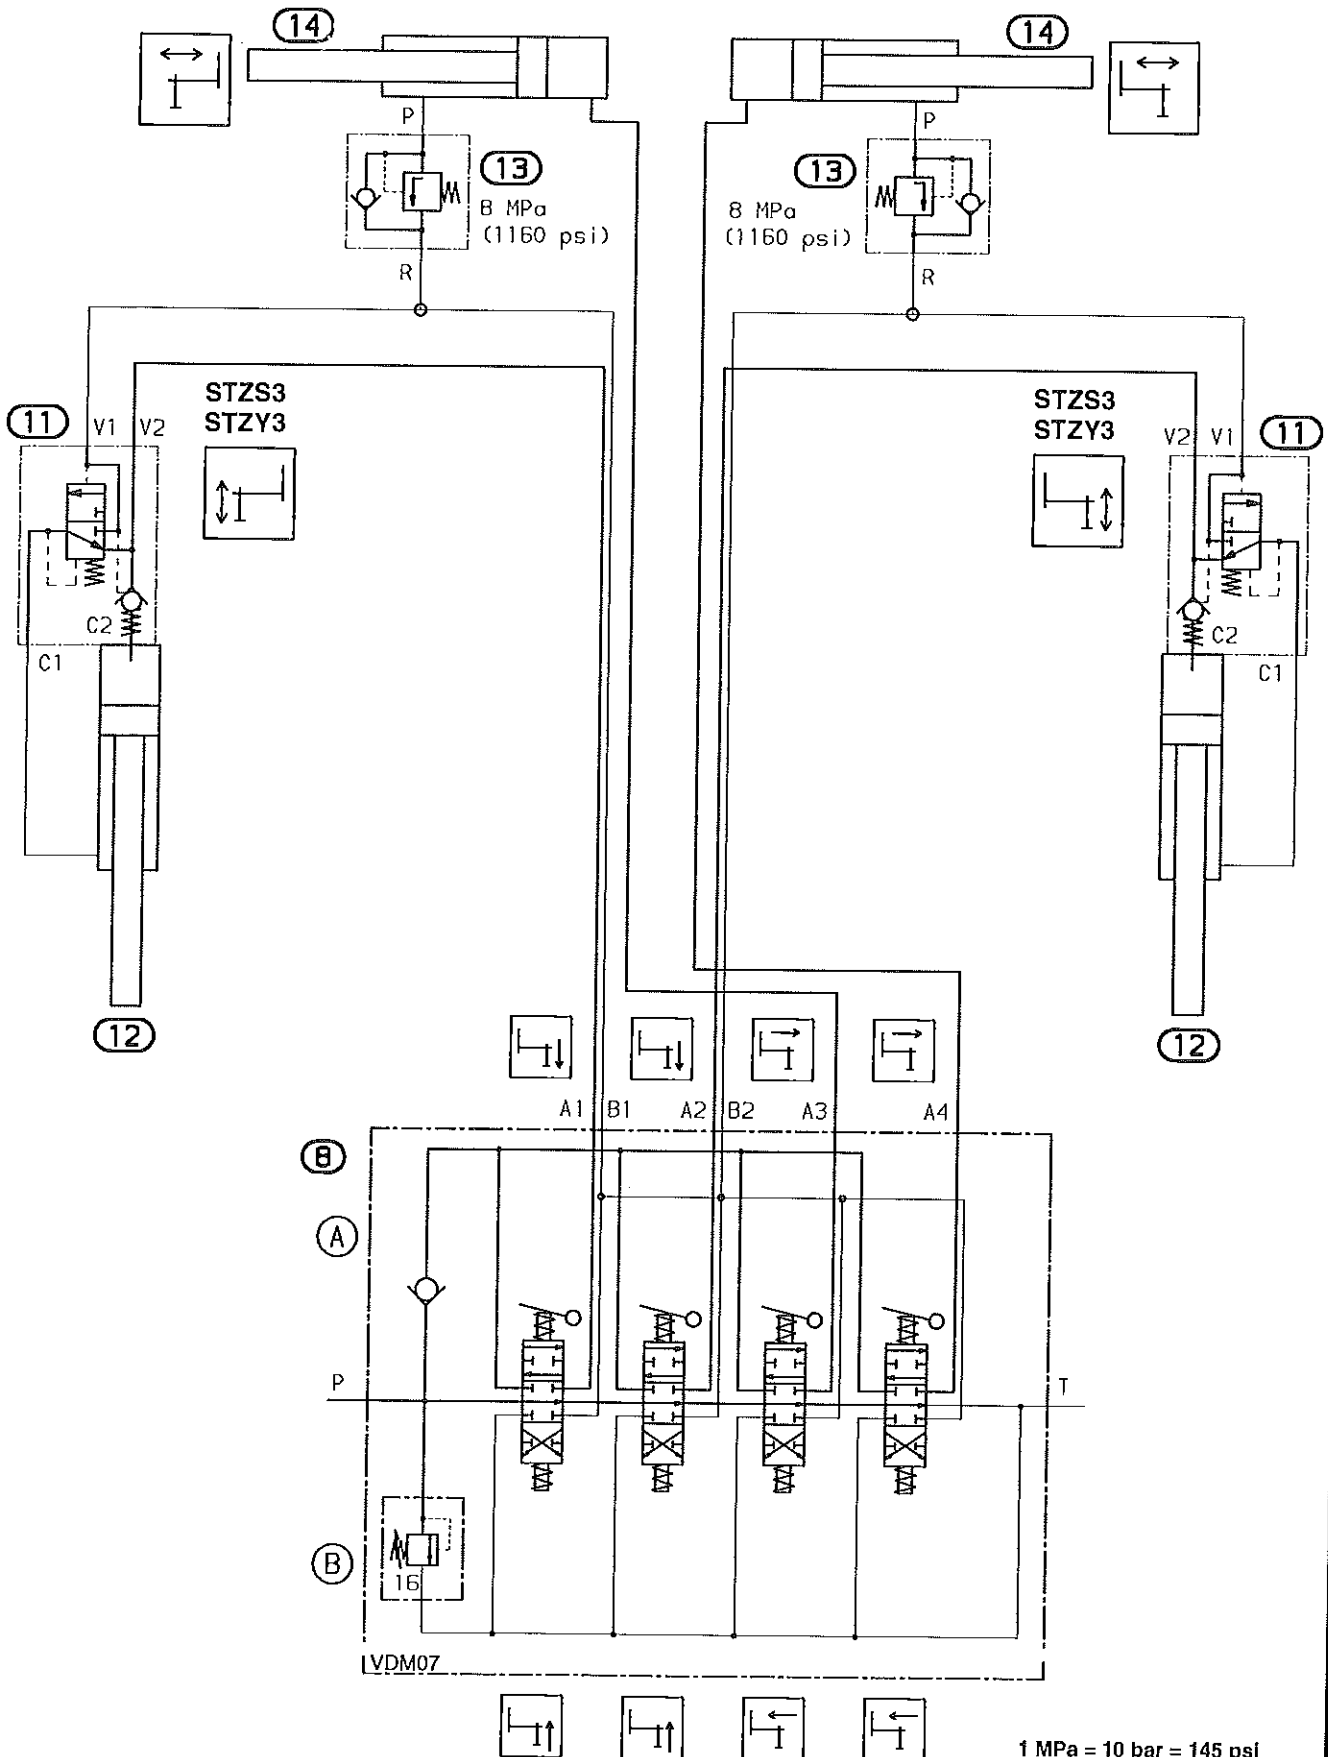 14
14
P
P
13
13
8 MPa
(1160 psi)
8 MPa
(1160 psi)
R
R
STZS3
STZY3
STZS3
STZY3
11
V1
V2
V2
V1
11
C2
C2
C1
C1
12
12
A1
B1
A2
B2
A3
A4
8
A
P
T
B
16
VDM07
1 MPa = 10 bar = 145 psi